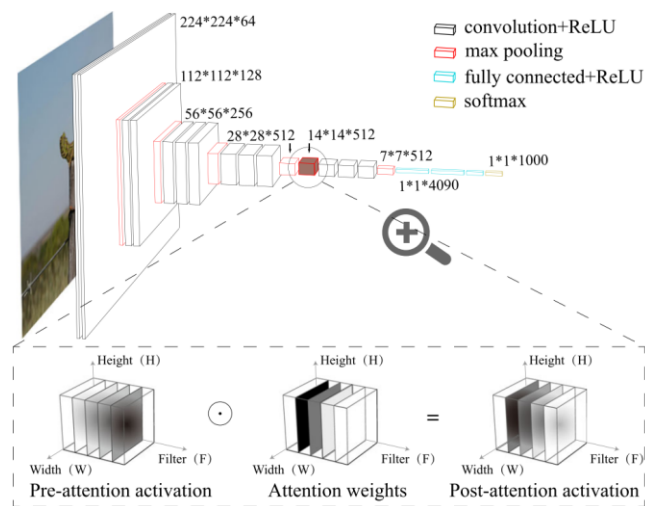 224*224*64
convolution+ReLU
max pooling
fully connected+ReLU
softmax
112*112*128
56*56*256
28*28*512
14*14*512
7*7*512
1*1*1000
1*1*4090
Height (H)
Height (H)
Height (H)
=
Width (W)
Filter (F)
Width (W)
Filter (F)
Width (W)
Filter (F)
Pre-attention activation
Attention weights
Post-attention activation